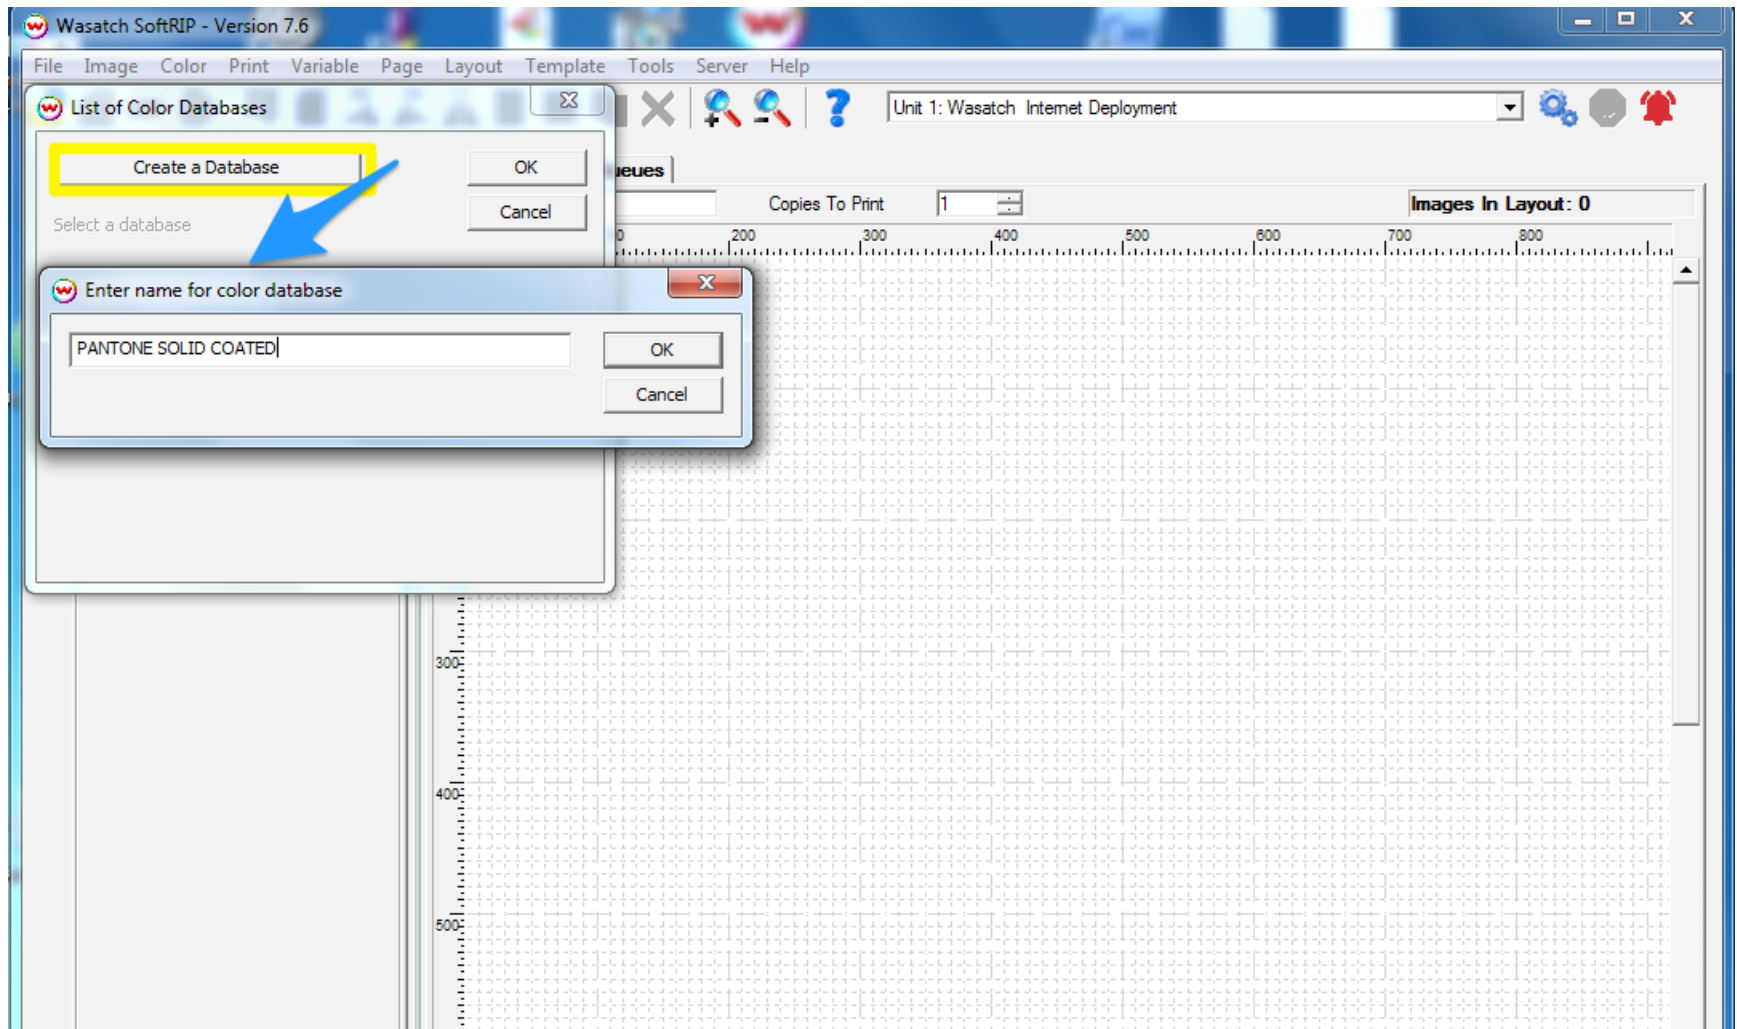 Wasatch SoftRIP - Version 7.6
File Image Color Print Variable Page Layout Template Tools Server Help
List of Color Databases
Unit 1: Wasatch Internet Deployment
Create a Database
OK
ueues
Select a database
Cancel
Copies To Print
1
Images In Layout: 0
200 300 400 500 600 700 800
Enter name for color database
PANTONE SOLID COATED
OK
Cancel
300
400
500